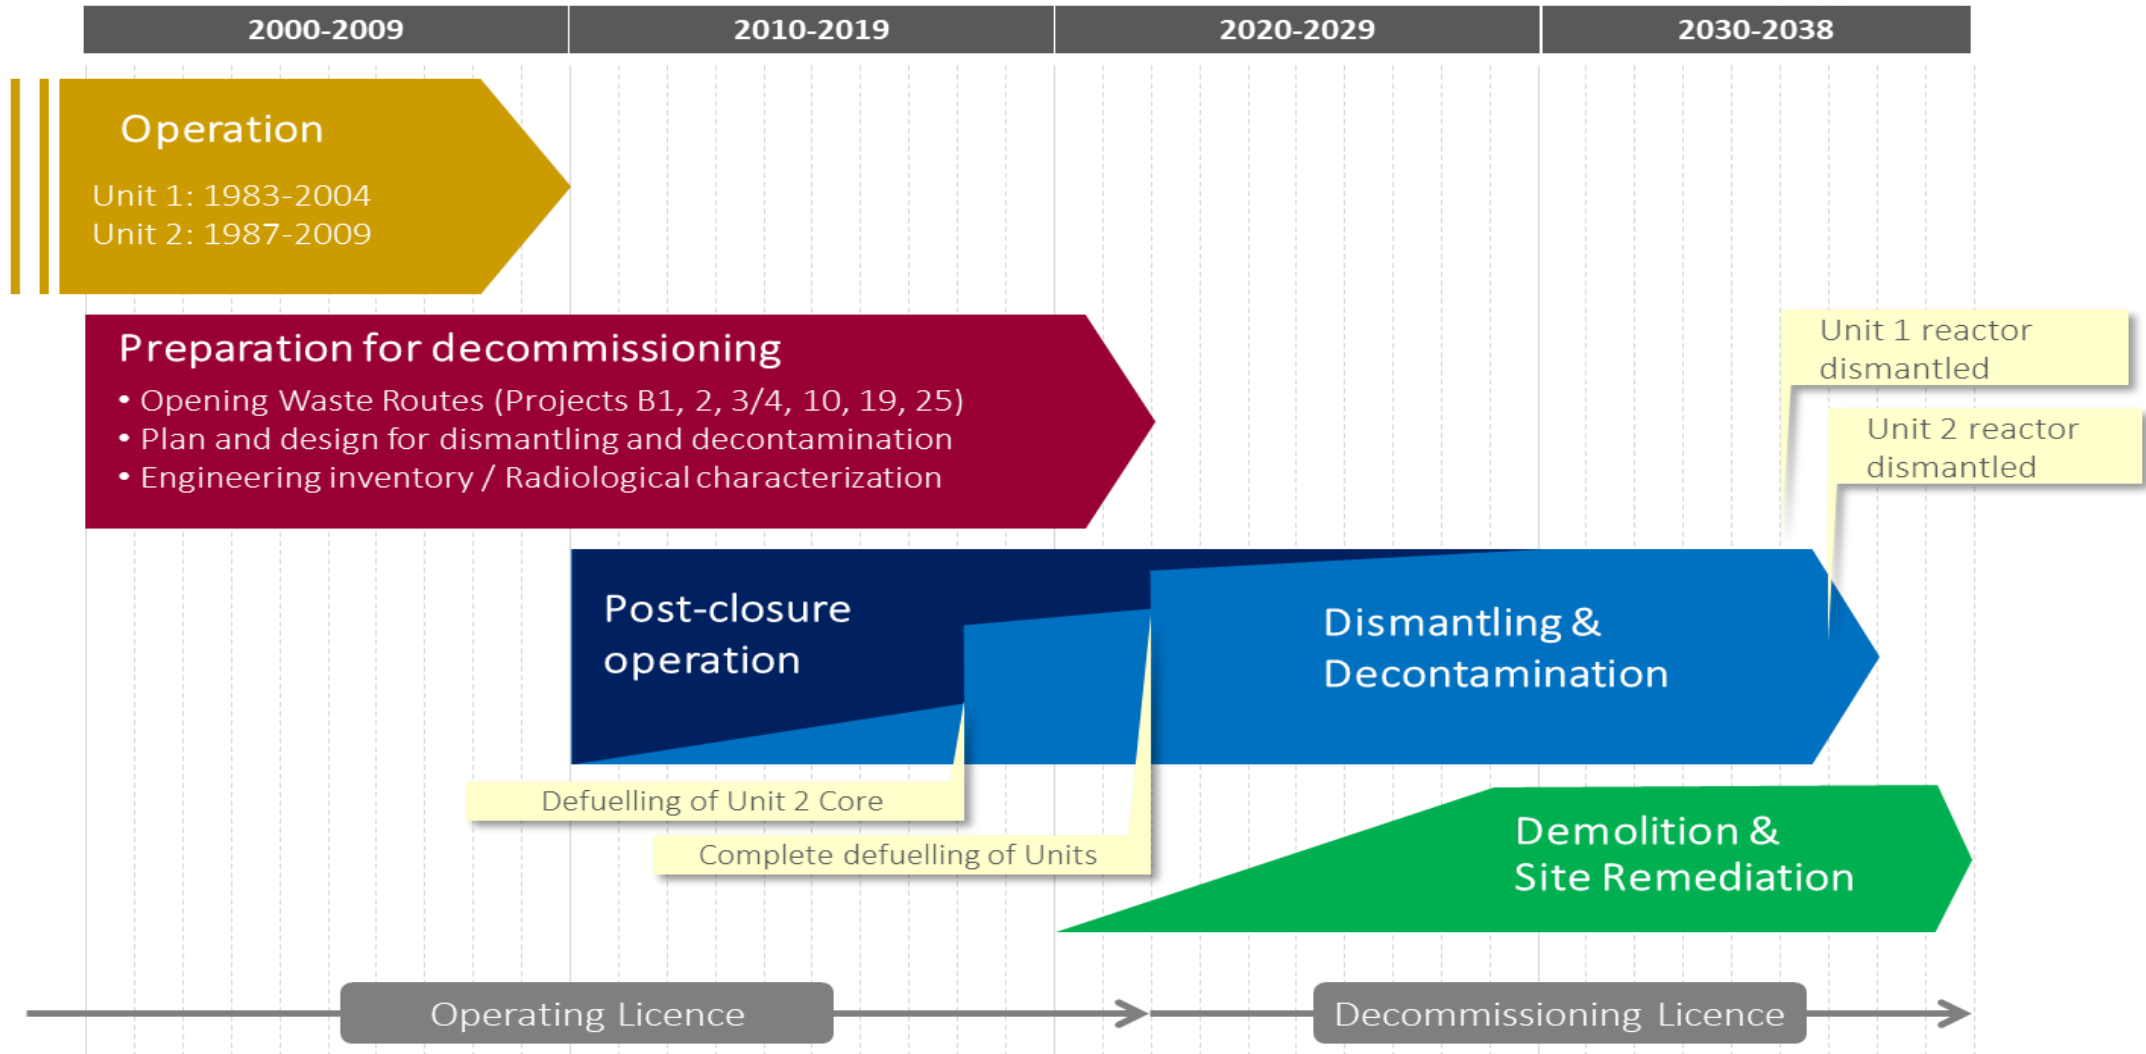 2000-2009
2010-2019
2020-2029
2030-2038
Operation
Unit 1: 1983-2004
Unit 2: 1987-2009
Preparation for decommissioning
• Opening Waste Routes (Projects B1, 2, 3/4, 10, 19, 25)
• Plan and design for dismantling and decontamination
• Engineering inventory / Radiological characterization
Unit 1 reactor
dismantled
Unit 2 reactor
dismantled
Post-closure
operation
Dismantling &
Decontamination
Defuelling of Unit 2 Core
Complete defuelling of Units
Demolition &
Site Remediation
Operating Licence
Decommissioning Licence